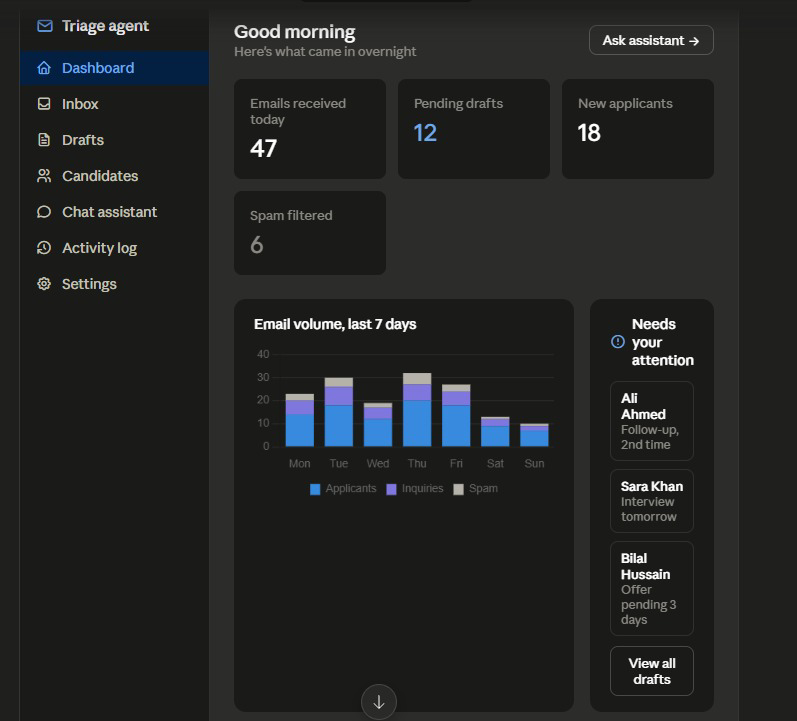 Triage agent
Dashboard
Inbox
Drafts
Candidates
Chat assistant
Activity log
Settings
Good morning
Here's what came in overnight
Ask assistant →
Emails received
today
47
Pending drafts
12
New applicants
18
Spam filtered
6
Email volume, last 7 days
40
30
20
10
0
Mon Tue Wed Thu Fri Sat Sun
Applicants Inquiries Spam
Needs
your
attention
Ali
Ahmed
Follow-up,
2nd time
Sara Khan
Interview
tomorrow
Bilal
Hussain
Offer
pending 3
days
View all
drafts